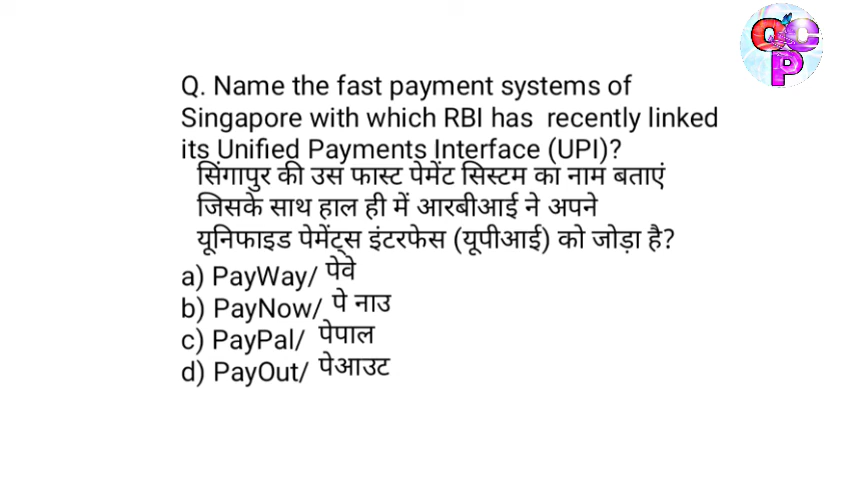 QCP
Q. Name the fast payment systems of
Singapore with which RBI has recently linked
its Unified Payments Interface (UPI)?
सिंगापुर की उस फास्ट पेमेंट सिस्टम का नाम बताएं
जिसके साथ हाल ही में आरबीआई ने अपने
यूनिफाइड पेमेंट्स इंटरफेस (यूपीआई) को जोड़ा है?
a) PayWay/ पेवे
b) PayNow/ पे नाउ
c) PayPal/ पेपाल
d) PayOut/ पेआउट